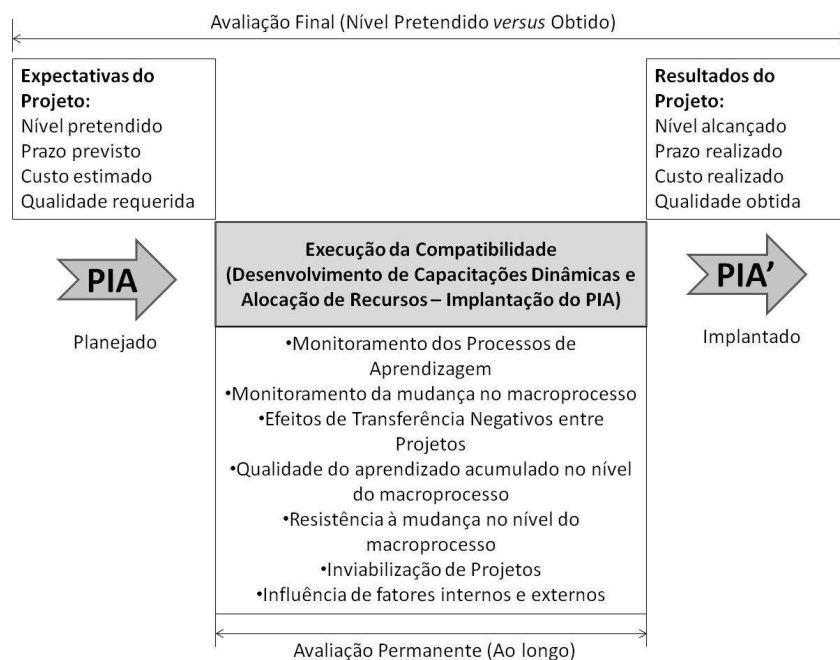 Avaliação Final (Nível Pretendido versus Obtido)
Expectativas do
Projeto:
Nível pretendido
Prazo previsto
Custo estimado
Qualidade requerida
Resultados do
Projeto:
Nível alcançado
Prazo realizado
Custo realizado
Qualidade obtida
PIA
Planejado
Execução da Compatibilidade
(Desenvolvimento de Capacitações Dinâmicas e
Alocação de Recursos – Implantação do PIA)
PIA’
Implantado
•Monitoramento dos Processos de
Aprendizagem
•Monitoramento da mudança no macroprocesso
•Efeitos de Transferência Negativos entre
Projetos
•Qualidade do aprendizado acumulado no nível
do macroprocesso
•Resistência à mudança no nível do
macroprocesso
•Inviabilização de Projetos
•Influência de fatores internos e externos
Avaliação Permanente (Ao longo)